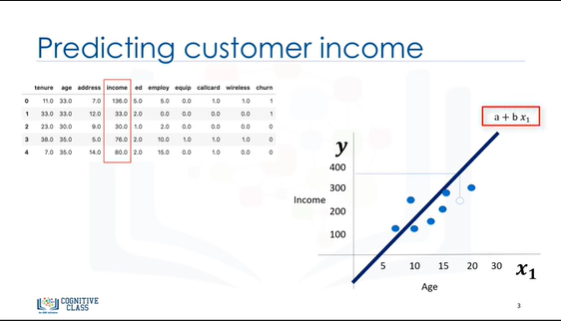 Predicting customer income
tenure age address income ed employ equip callcard wireless churn
0 11.0 33.0 7.0 136.0 5.0 5.0 0.0 1.0 1.0 1
1 33.0 33.0 12.0 33.0 2.0 0.0 0.0 0.0 0.0 1
2 23.0 30.0 9.0 30.0 1.0 2.0 0.0 0.0 0.0 0
3 38.0 35.0 5.0 76.0 2.0 10.0 1.0 1.0 1.0 0
4 7.0 35.0 14.0 80.0 2.0 15.0 0.0 1.0 0.0 0
a + b x₁
y
400
300
Income
200
100
5 10 15 20 30 x₁
Age
COGNITIVE
CLASS
3